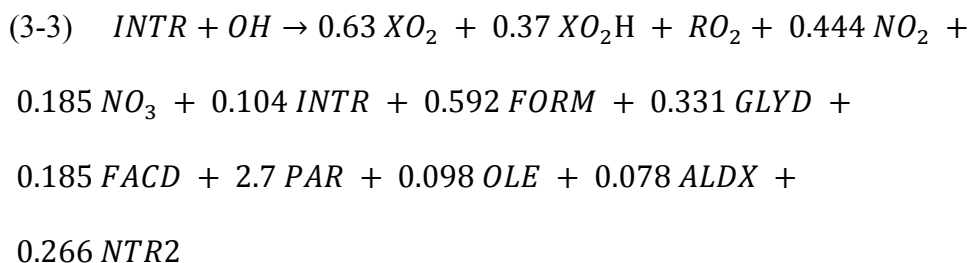 (3-3) INTR + OH → 0.63 XO₂ + 0.37 XO₂H + RO₂ + 0.444 NO₂ +
0.185 NO₃ + 0.104 INTR + 0.592 FORM + 0.331 GLYD +
0.185 FACD + 2.7 PAR + 0.098 OLE + 0.078 ALDX +
0.266 NTR2